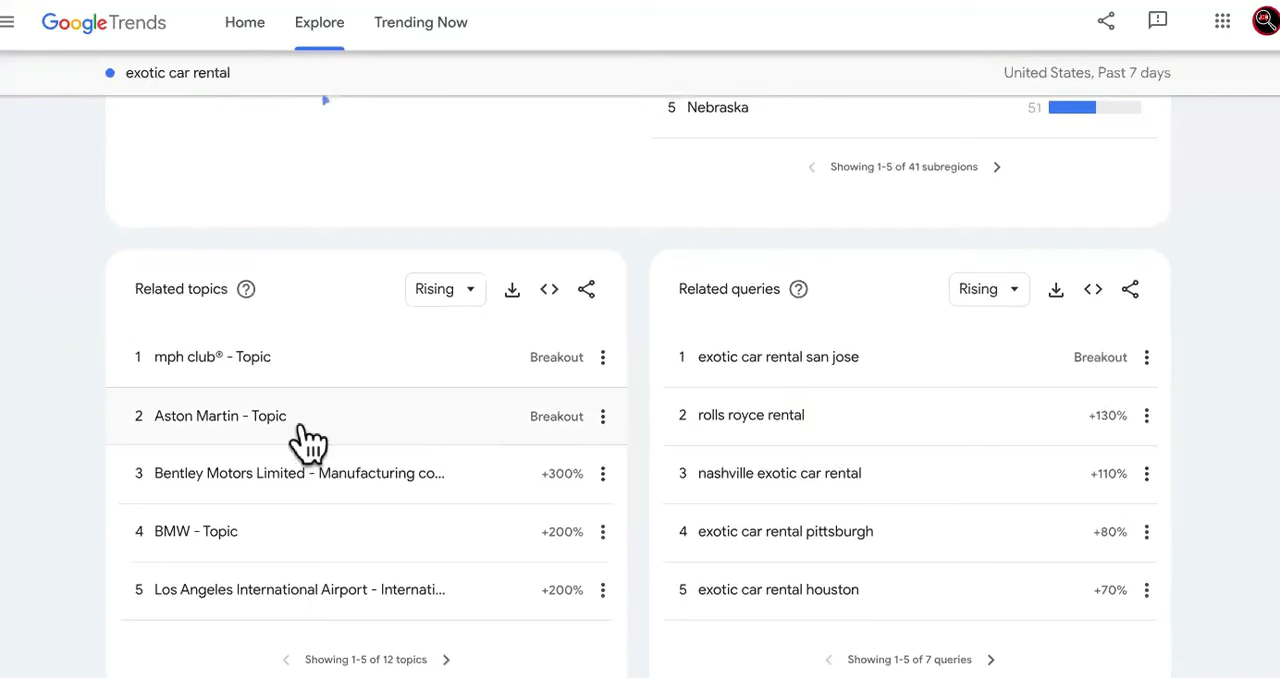 Google Trends
Home
Explore
Trending Now
exotic car rental
United States, Past 7 days
5 Nebraska 51
Showing 1-5 of 41 subregions
Related topics
Rising
1 mph club® - Topic Breakout
2 Aston Martin - Topic Breakout
3 Bentley Motors Limited - Manufacturing co... +300%
4 BMW - Topic +200%
5 Los Angeles International Airport - Internati... +200%
Showing 1-5 of 12 topics
Related queries
Rising
1 exotic car rental san jose Breakout
2 rolls royce rental +130%
3 nashville exotic car rental +110%
4 exotic car rental pittsburgh +80%
5 exotic car rental houston +70%
Showing 1-5 of 7 queries